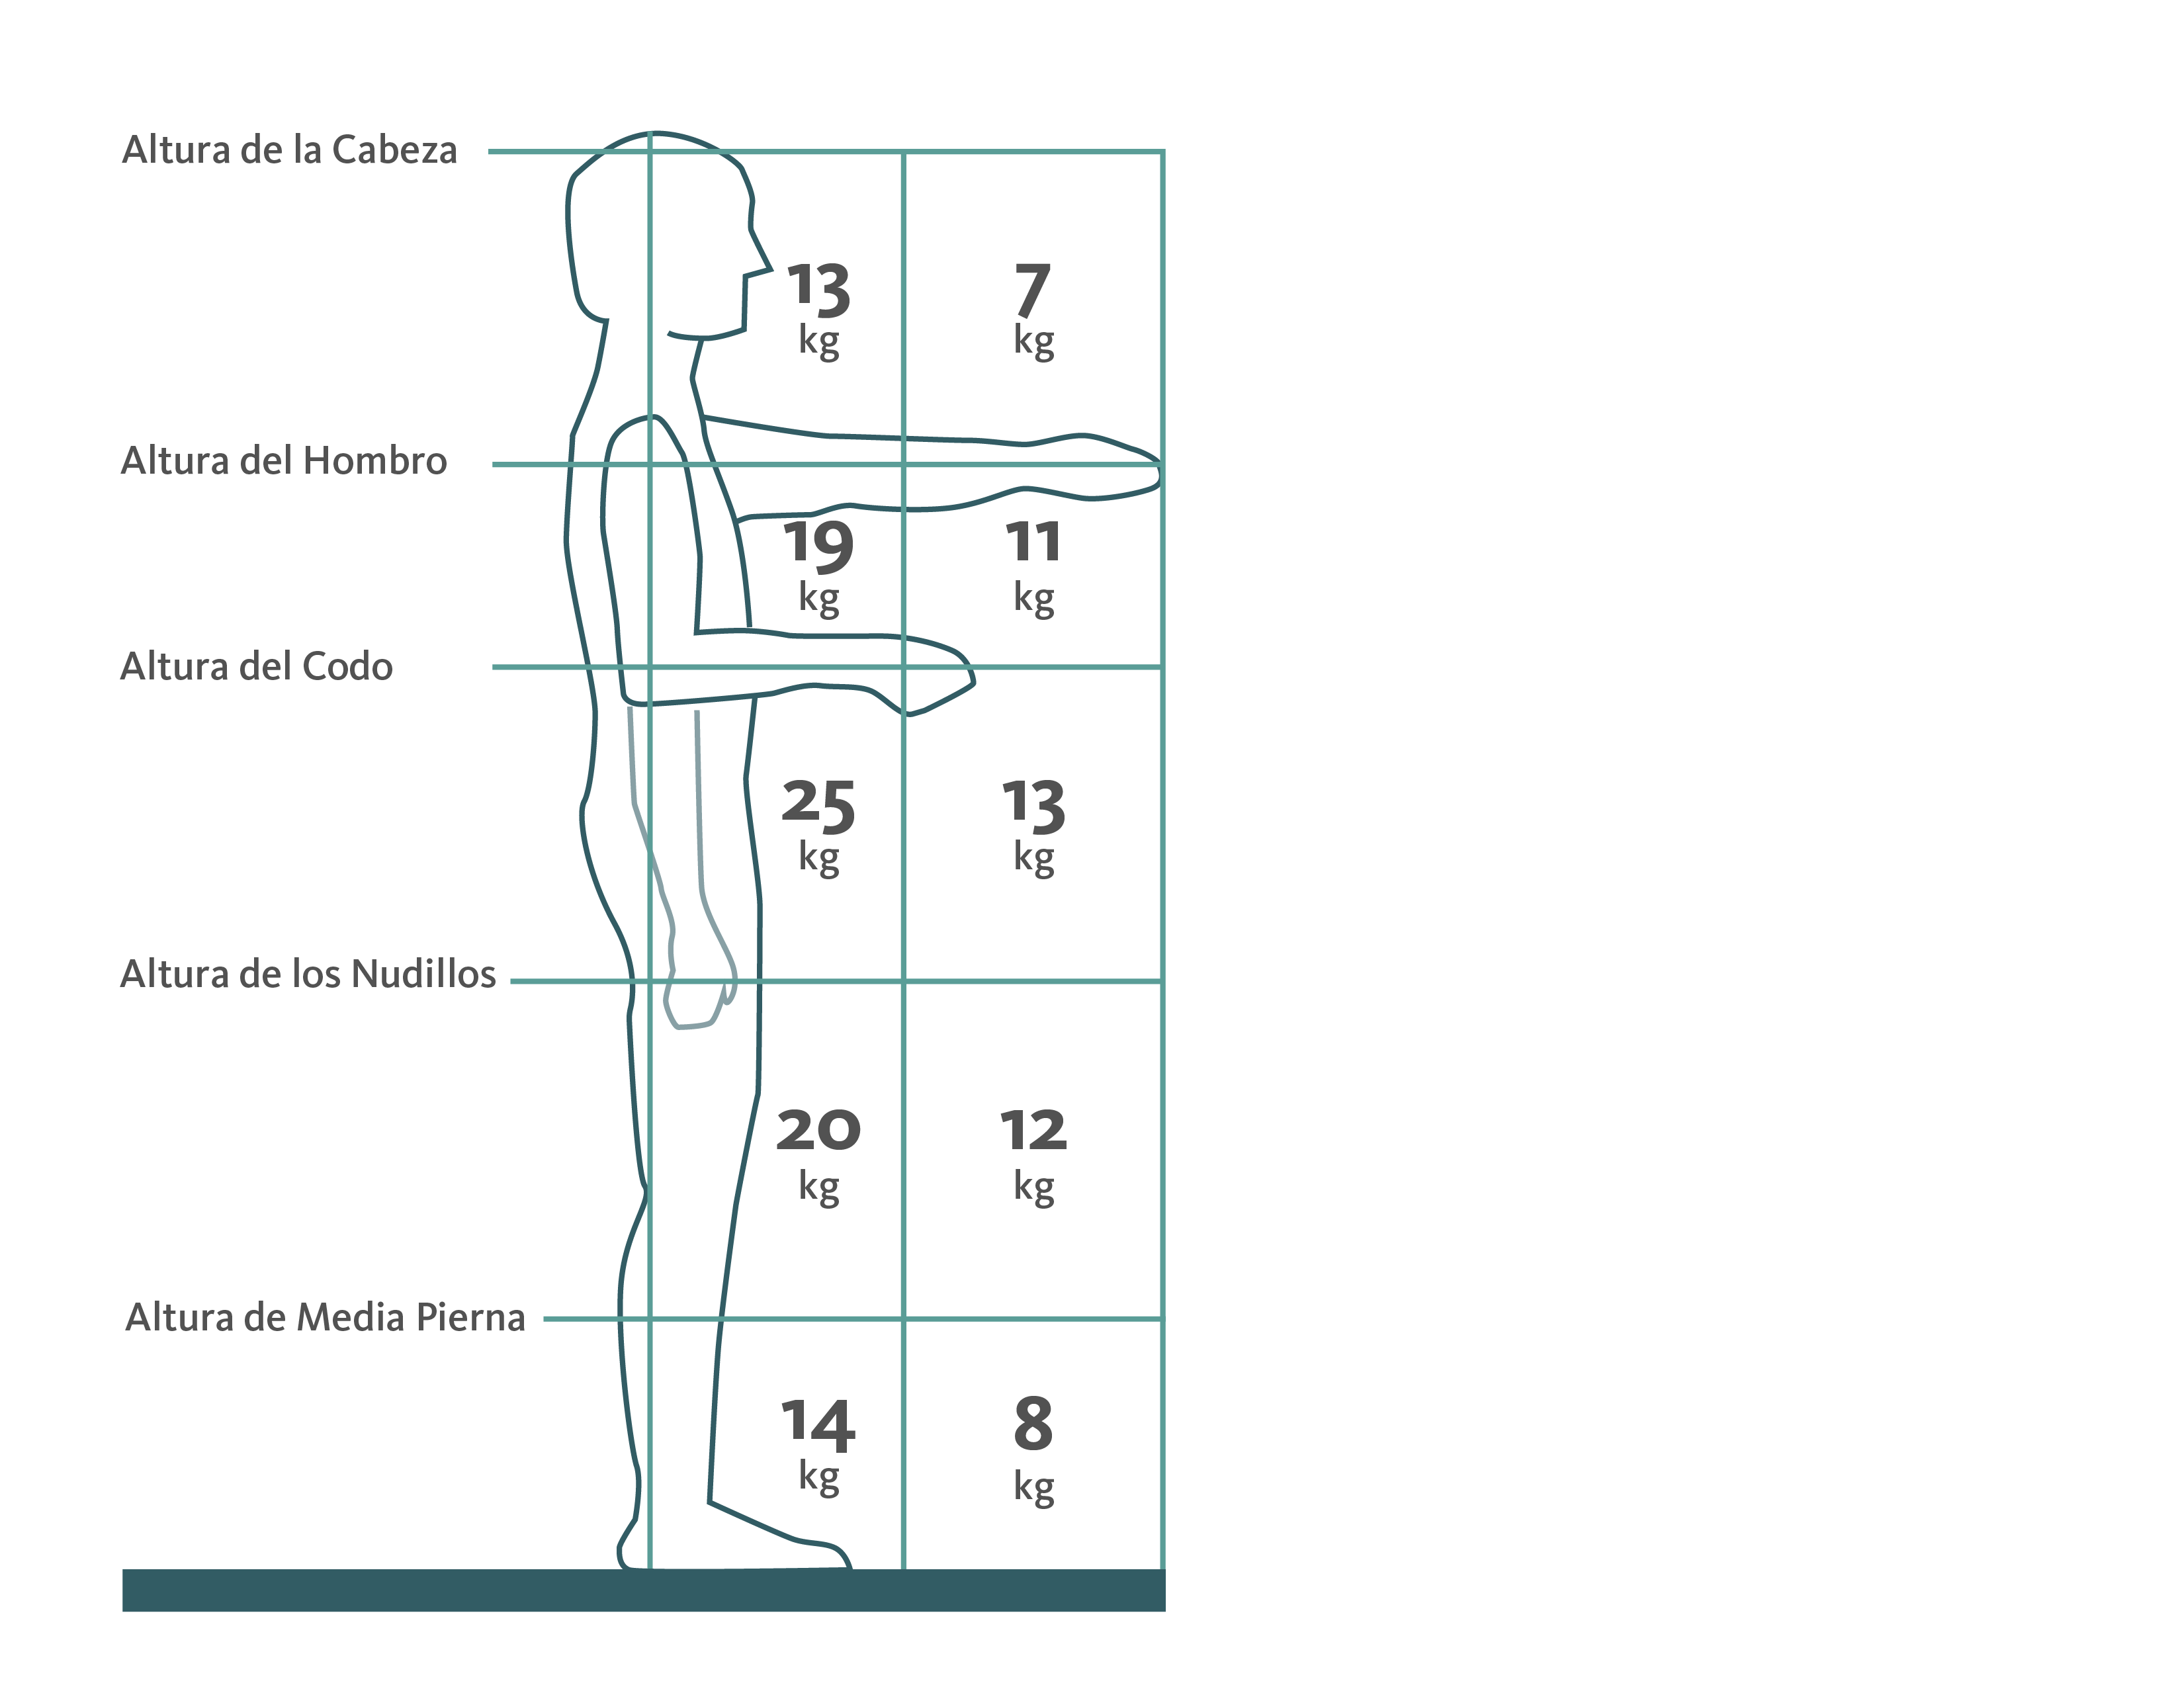 Altura de la Cabeza
13 7
kg kg
Altura del Hombro
19 11
kg kg
Altura del Codo
25 13
kg kg
Altura de los Nudillos
20 12
kg kg
Altura de Media Pierna
14 8
kg kg